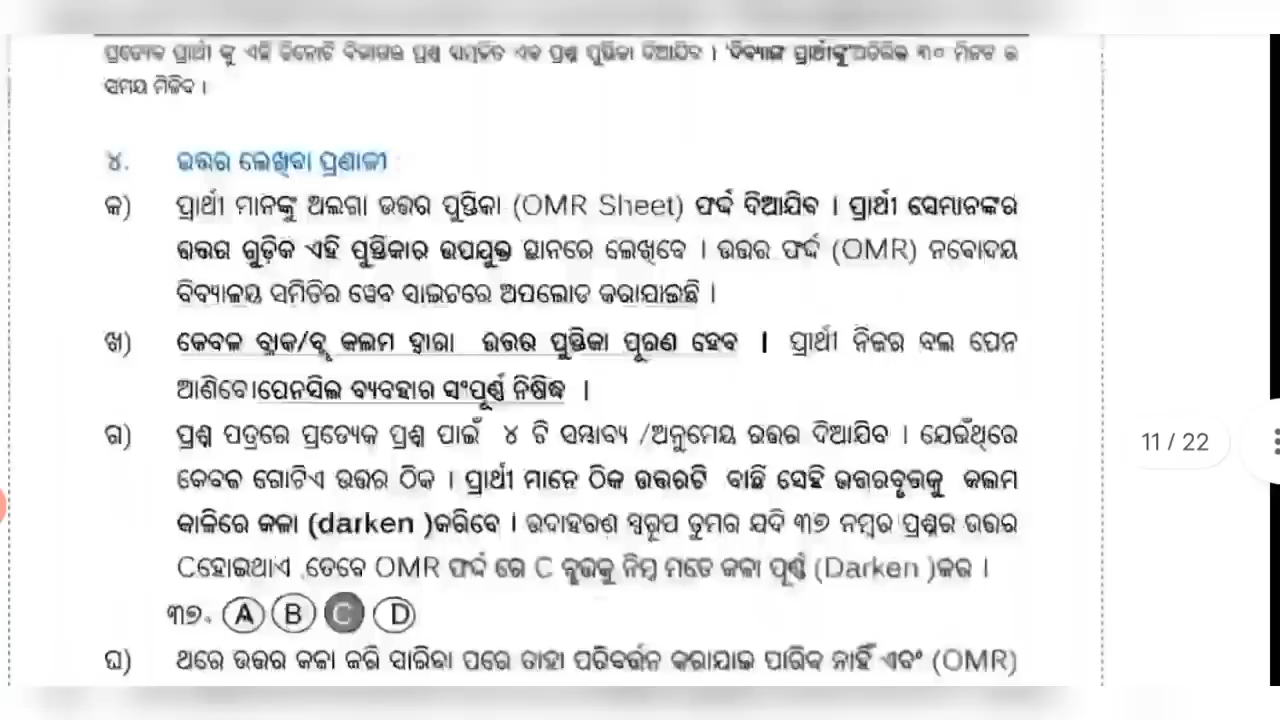 ପ୍ରତ୍ୟେକ ପ୍ରାର୍ଥୀ ଙ୍କୁ ଏହି ତିନୋଟି ବିଭାଗର ପ୍ରଶ୍ନ ସମ୍ବଳିତ ଏକ ପ୍ରଶ୍ନ ପୁସ୍ତିକା ଦିଆଯିବ । ଦିବ୍ୟାଙ୍ଗ ପ୍ରାର୍ଥୀଙ୍କୁ ଅତିରିକ୍ତ ୩୦ ମିନିଟ ର
ସମୟ ମିଳିବ ।
୪. ଉତ୍ତର ଲେଖିବା ପ୍ରଣାଳୀ
କ) ପ୍ରାର୍ଥୀ ମାନଙ୍କୁ ଅଲଗା ଉତ୍ତର ପୁସ୍ତିକା (OMR Sheet) ଫର୍ଦ୍ଦ ଦିଆଯିବ । ପ୍ରାର୍ଥୀ ସେମାନଙ୍କର
ଉତ୍ତର ଗୁଡ଼ିକ ଏହି ପୁସ୍ତିକାର ଉପଯୁକ୍ତ ସ୍ଥାନରେ ଲେଖିବେ । ଉତ୍ତର ଫର୍ଦ୍ଦ (OMR) ନବୋଦୟ
ବିଦ୍ୟାଳୟ ସମିତିର ୱେବ ସାଇଟରେ ଅପଲୋଡ କରାଯାଇଛି ।
ଖ) କେବଳ ବ୍ଲାକ/ବ୍ଲୁ କଲମ ଦ୍ୱାରା ଉତ୍ତର ପୁସ୍ତିକା ପୂରଣ ହେବ । ପ୍ରାର୍ଥୀ ନିଜର ବଲ ପେନ
ଆଣିବେ।ପେନସିଲ ବ୍ୟବହାର ସଂପୂର୍ଣ୍ଣ ନିଷିଦ୍ଧ ।
ଗ) ପ୍ରଶ୍ନ ପତ୍ରରେ ପ୍ରତ୍ୟେକ ପ୍ରଶ୍ନ ପାଇଁ ୪ ଟି ସମ୍ଭାବ୍ୟ /ଅନୁମେୟ ଉତ୍ତର ଦିଆଯିବ । ଯେଉଁଥିରେ
କେବଳ ଗୋଟିଏ ଉତ୍ତର ଠିକ । ପ୍ରାର୍ଥୀ ମାନେ ଠିକ ଉତ୍ତରଟି ବାଛି ସେହି ଉତ୍ତରବୃତ୍ତକୁ କଲମ
କାଳିରେ କଳା (darken )କରିବେ । ଉଦାହରଣ ସ୍ୱରୂପ ତୁମର ଯଦି ୩୭ ନମ୍ବର ପ୍ରଶ୍ନର ଉତ୍ତର
Cହୋଇଥାଏ ,ତେବେ OMR ଫର୍ଦ୍ଦ ରେ C ବୃତ୍ତକୁ ନିମ୍ନ ମତେ କଳା ପୂର୍ଣ୍ଣ (Darken )କର ।
୩୭. A B C D
ଘ) ଥରେ ଉତ୍ତର କଳା କରି ସାରିବା ପରେ ତାହା ପରିବର୍ତ୍ତନ କରାଯାଇ ପାରିବ ନାହିଁ ଏବଂ (OMR)
11 / 22